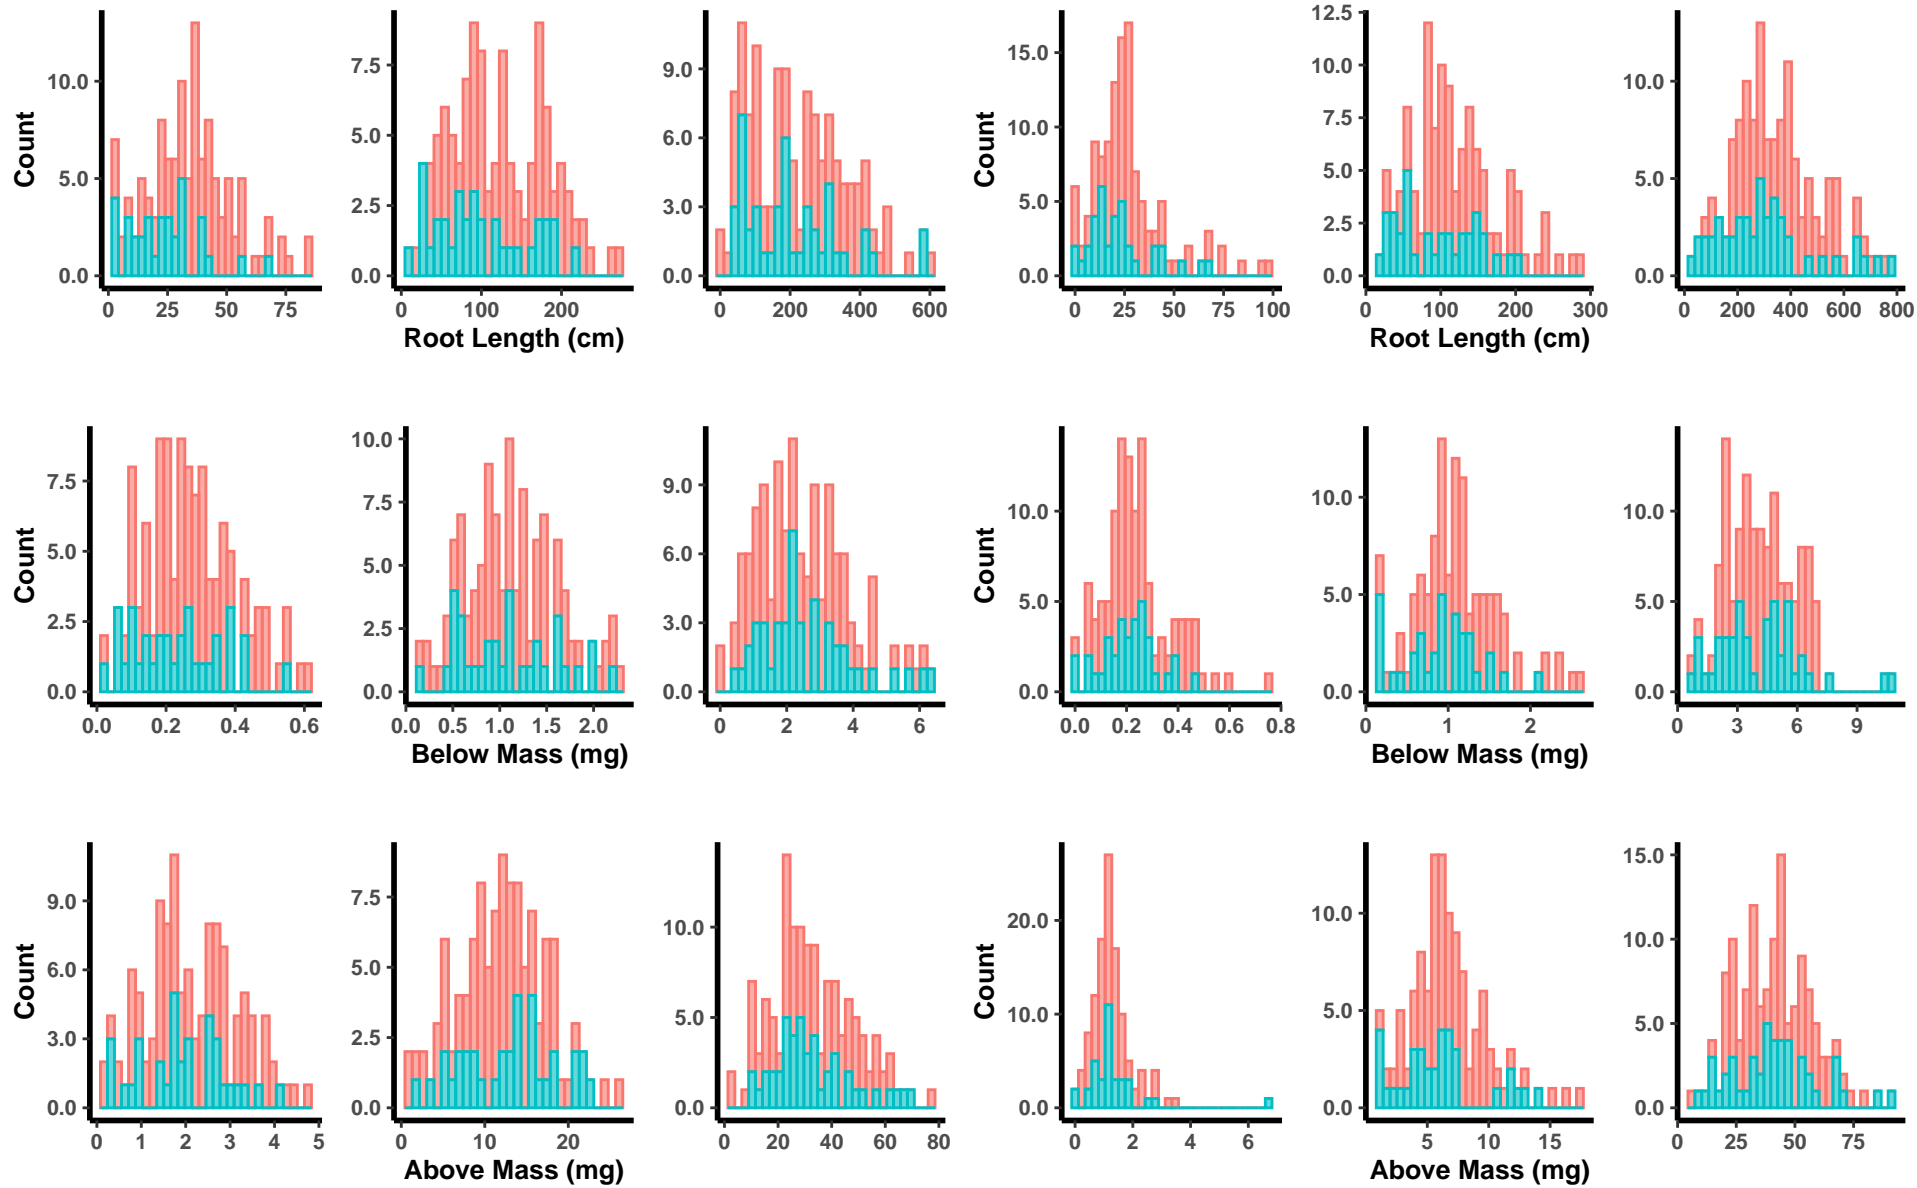 12.5
10.0
5.0
0.0
7.5
5.0
2.5
0.0
9.0
6.0
3.0
0.0
15.0
10.0
5.0
0.0
10.0
7.5
5.0
2.5
0.0
10.0
5.0
0.0
Count
Count
0 25 50 75
0 100 200
0 200 400 600
0 25 50 75 100
0 100 200 300
0 200 400 600 800
Root Length (cm)
Root Length (cm)
7.5
5.0
2.5
0.0
10.0
7.5
5.0
2.5
0.0
9.0
6.0
3.0
0.0
10.0
5.0
0.0
10.0
5.0
0.0
10.0
5.0
0.0
Count
Count
0.0 0.2 0.4 0.6
0.0 0.5 1.0 1.5 2.0
0 2 4 6
0.0 0.2 0.4 0.6 0.8
0 1 2
0 3 6 9
Below Mass (mg)
Below Mass (mg)
9.0
6.0
3.0
0.0
7.5
5.0
2.5
0.0
10.0
5.0
0.0
20.0
10.0
0.0
10.0
5.0
0.0
15.0
10.0
5.0
0.0
Count
Count
0 1 2 3 4 5
0 10 20
0 20 40 60 80
0 2 4 6
5 10 15
0 25 50 75
Above Mass (mg)
Above Mass (mg)